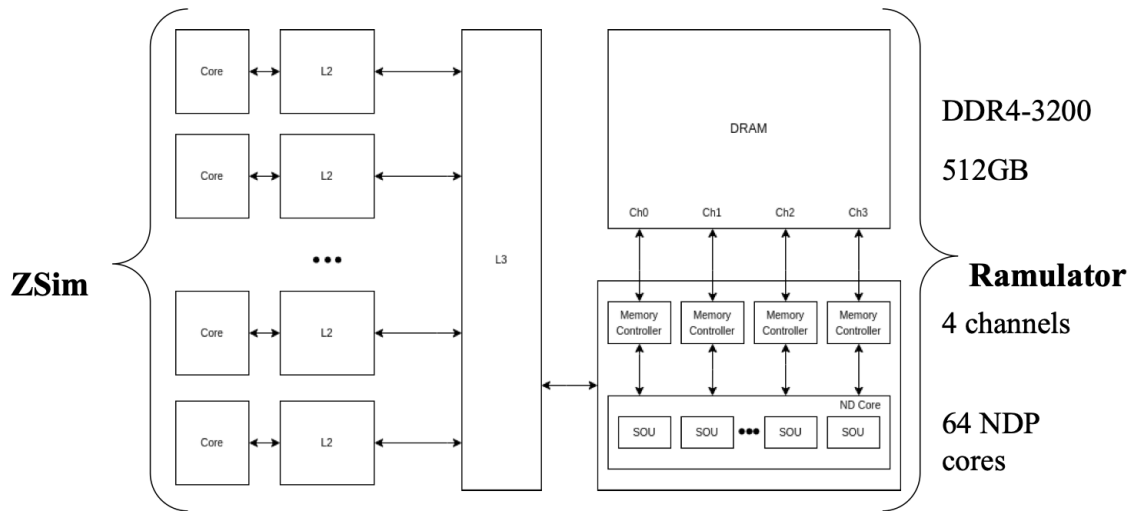 ZSim
Core
L2
Core
L2
•••
Core
L2
Core
L2
L3
DRAM
Ch0
Ch1
Ch2
Ch3
Memory
Controller
Memory
Controller
Memory
Controller
Memory
Controller
ND Core
SOU
SOU
•••
SOU
SOU
DDR4-3200
512GB
Ramulator
4 channels
64 NDP
cores